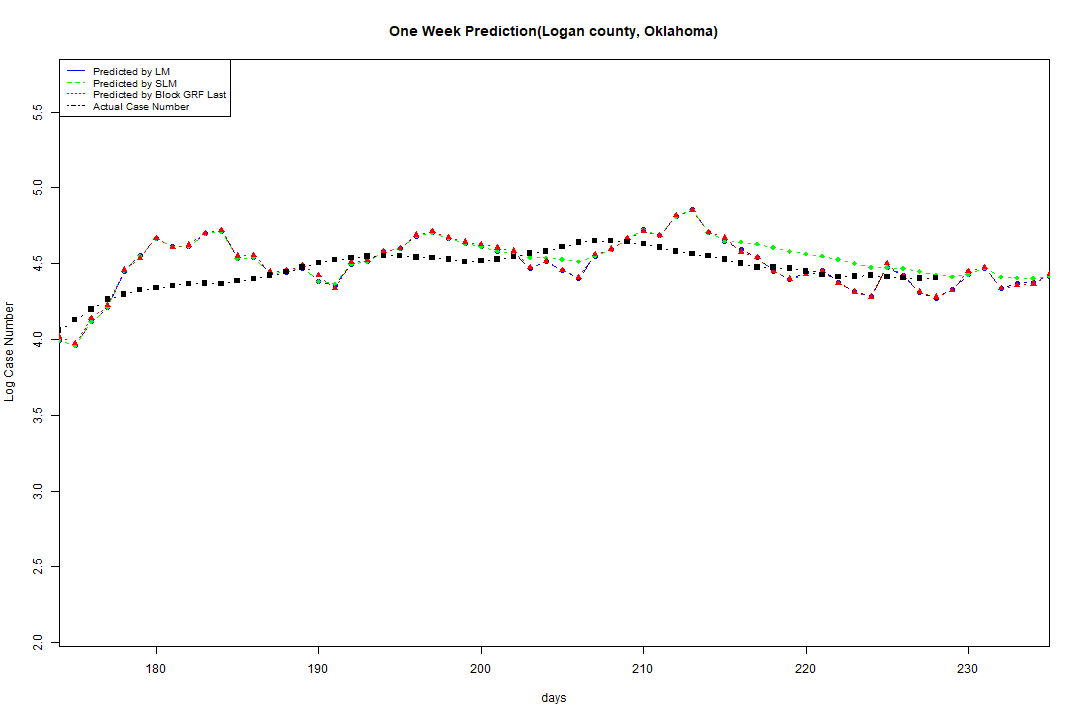 One Week Prediction(Logan county, Oklahoma)
Predicted by LM
Predicted by SLM
Predicted by Block GRF Last
Actual Case Number
5.5
5.0
4.5
4.0
3.5
3.0
2.5
2.0
Log Case Number
180 190 200 210 220 230
days